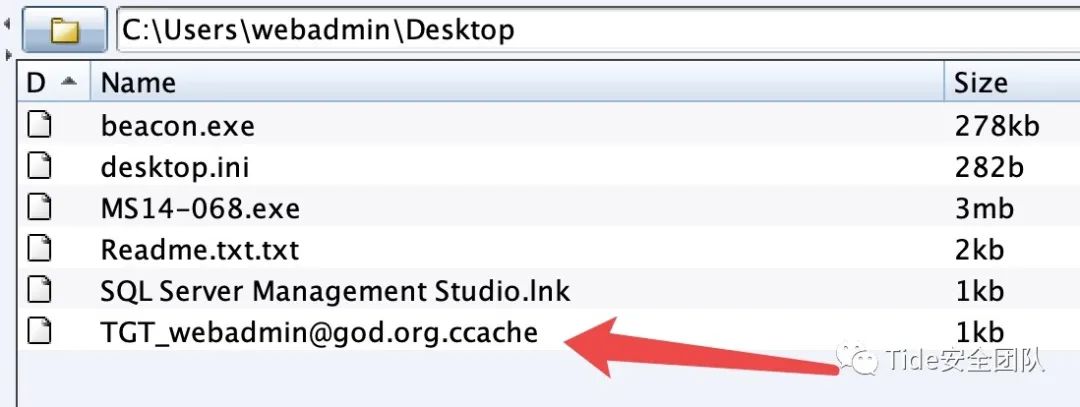 C:\Users\webadmin\Desktop
D Name Size
beacon.exe 278kb
desktop.ini 282b
MS14-068.exe 3mb
Readme.txt.txt 2kb
SQL Server Management Studio.lnk 1kb
TGT_webadmin@god.org.ccache 1kb
Tide安全团队